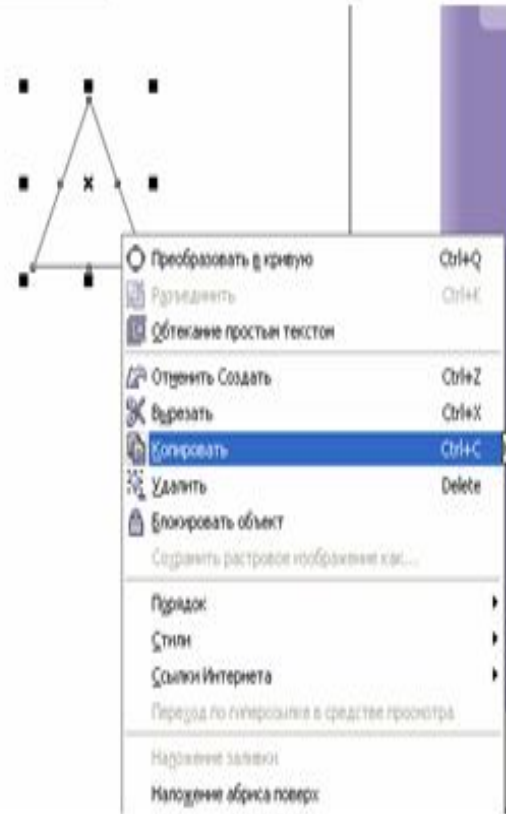 Преобразовать в кривую Ctrl+Q
Разъединить Ctrl+K
Обтекание простым текстом
Отменить Создать Ctrl+Z
Вырезать Ctrl+X
Копировать Ctrl+C
Удалить Delete
Блокировать объект
Сохранить растровое изображение как...
Порядок
Стили
Ссылки Интернета
Переход по гиперссылке в средстве просмотра
Наложение заливки
Наложение абриса поверх